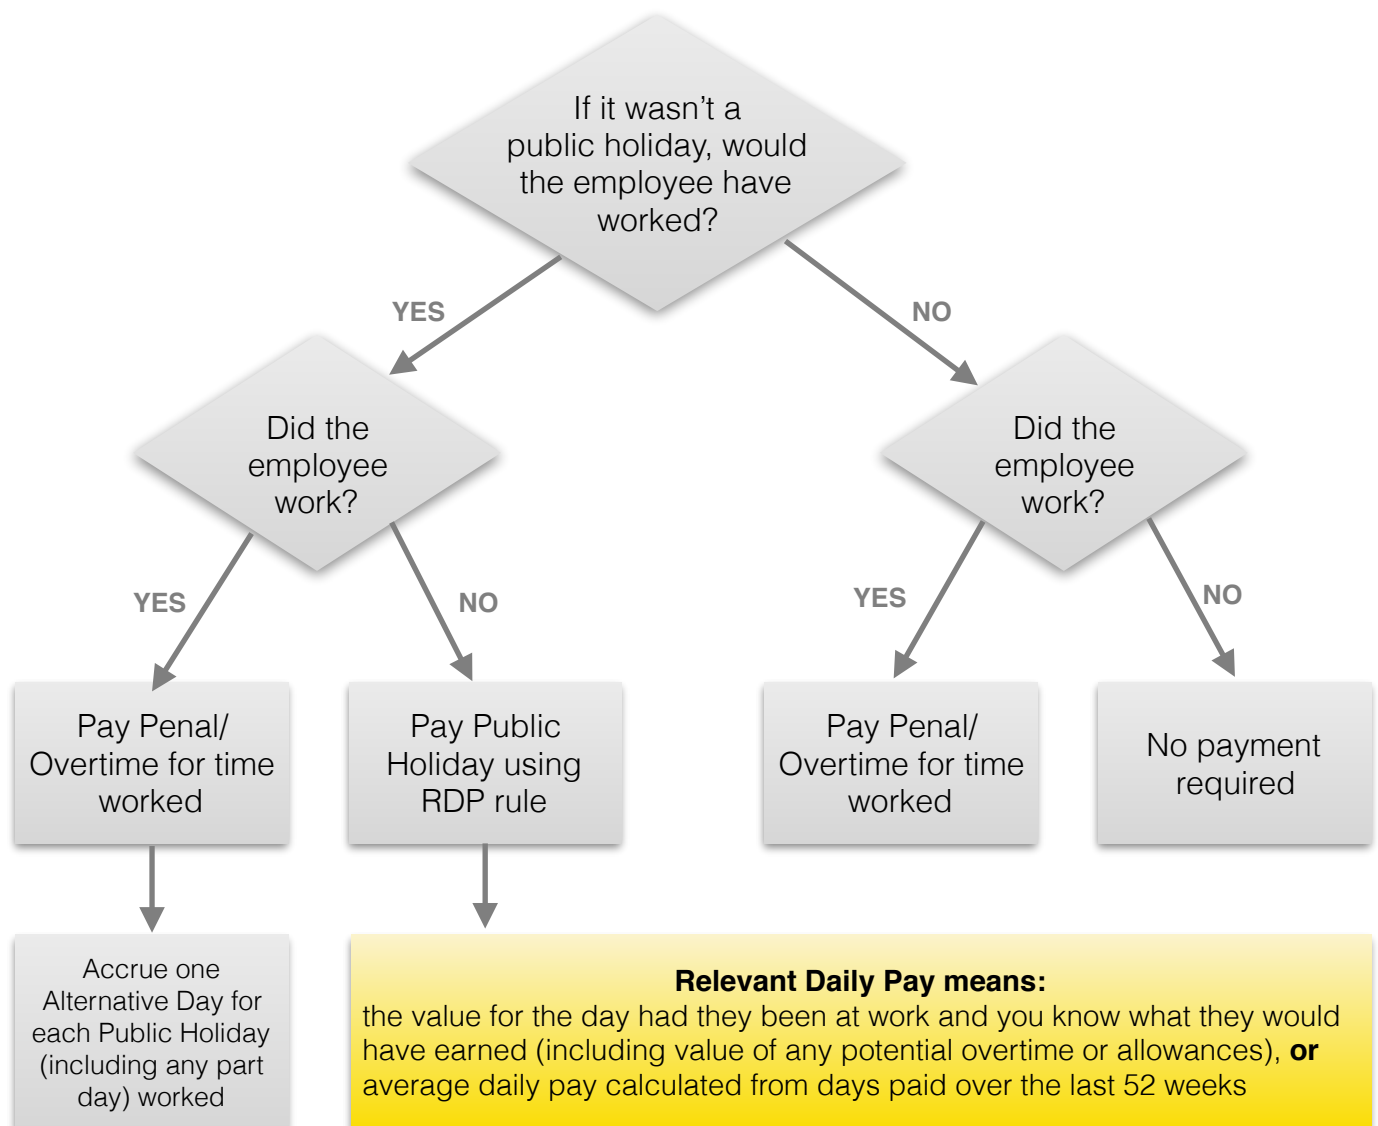 If it wasn't a
public holiday, would
the employee have
worked?
YES
NO
Did the
employee
work?
Did the
employee
work?
YES
NO
YES
NO
Pay Penal/
Overtime for time
worked
Pay Public
Holiday using
RDP rule
Pay Penal/
Overtime for time
worked
No payment
required
Accrue one
Alternative Day for
each Public Holiday
(including any part
day) worked
Relevant Daily Pay means:
the value for the day had they been at work and you know what they would
have earned (including value of any potential overtime or allowances), or
average daily pay calculated from days paid over the last 52 weeks